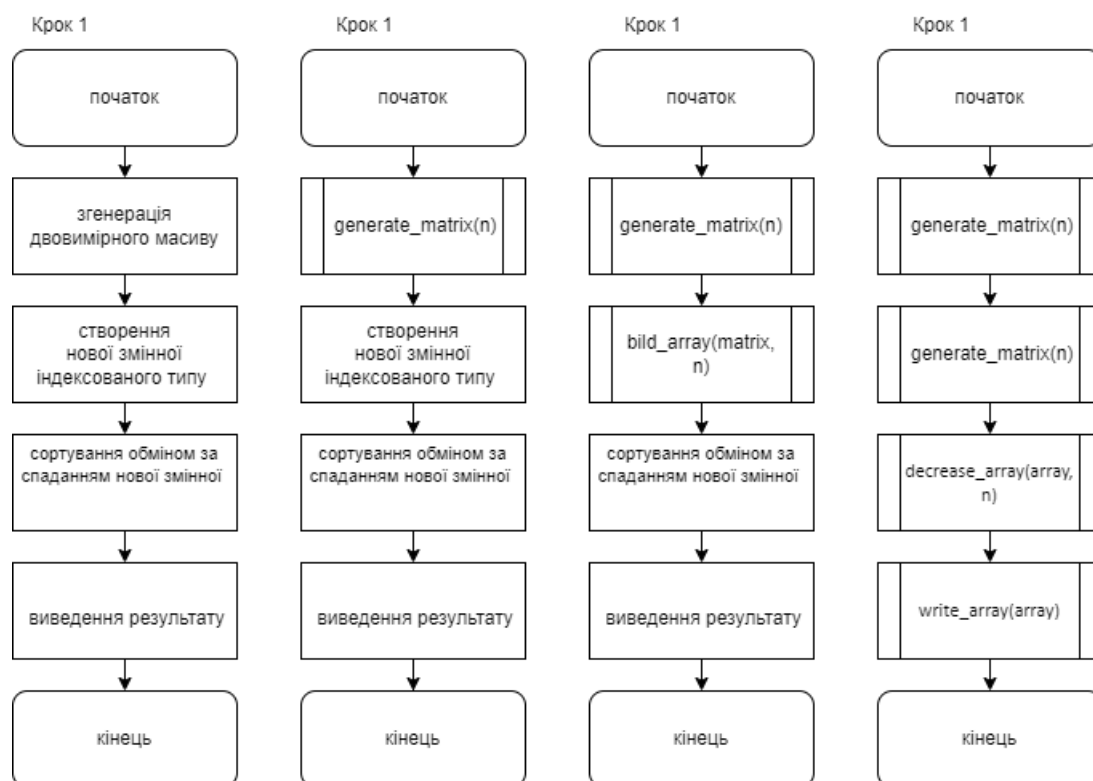 Крок 1
початок
згенерація
двовимірного масиву
створення
нової змінної
індексованого типу
сортування обміном за
спаданням нової змінної
виведення результату
кінець
Крок 1
початок
generate_matrix(n)
створення
нової змінної
індексованого типу
сортування обміном за
спаданням нової змінної
виведення результату
кінець
Крок 1
початок
generate_matrix(n)
bild_array(matrix,
n)
сортування обміном за
спаданням нової змінної
виведення результату
кінець
Крок 1
початок
generate_matrix(n)
generate_matrix(n)
decrease_array(array,
n)
write_array(array)
кінець